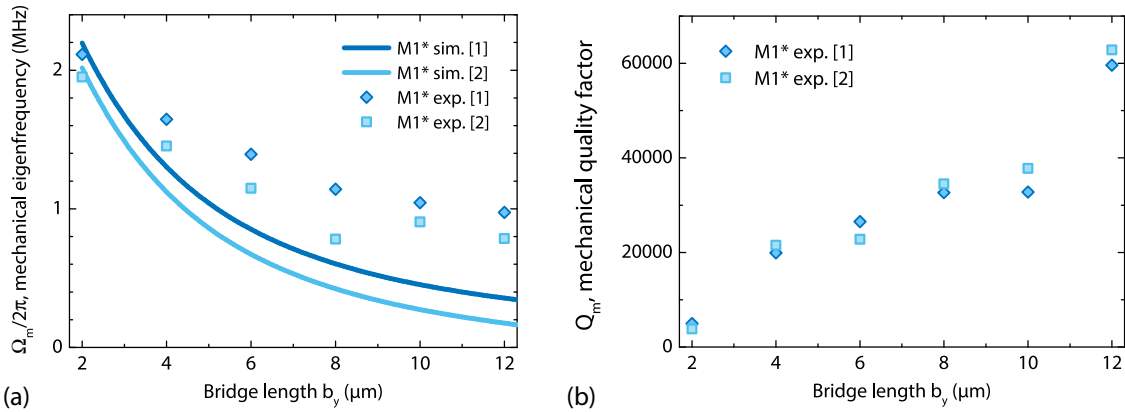 Ω_m/2π, mechanical eigenfrequency (MHz)
2
1
0
M1* sim. [1]
M1* sim. [2]
M1* exp. [1]
M1* exp. [2]
2 4 6 8 10 12
Bridge length b_y (μm)
(a)
Q_m, mechanical quality factor
60000
40000
20000
0
M1* exp. [1]
M1* exp. [2]
2 4 6 8 10 12
Bridge length b_y (μm)
(b)